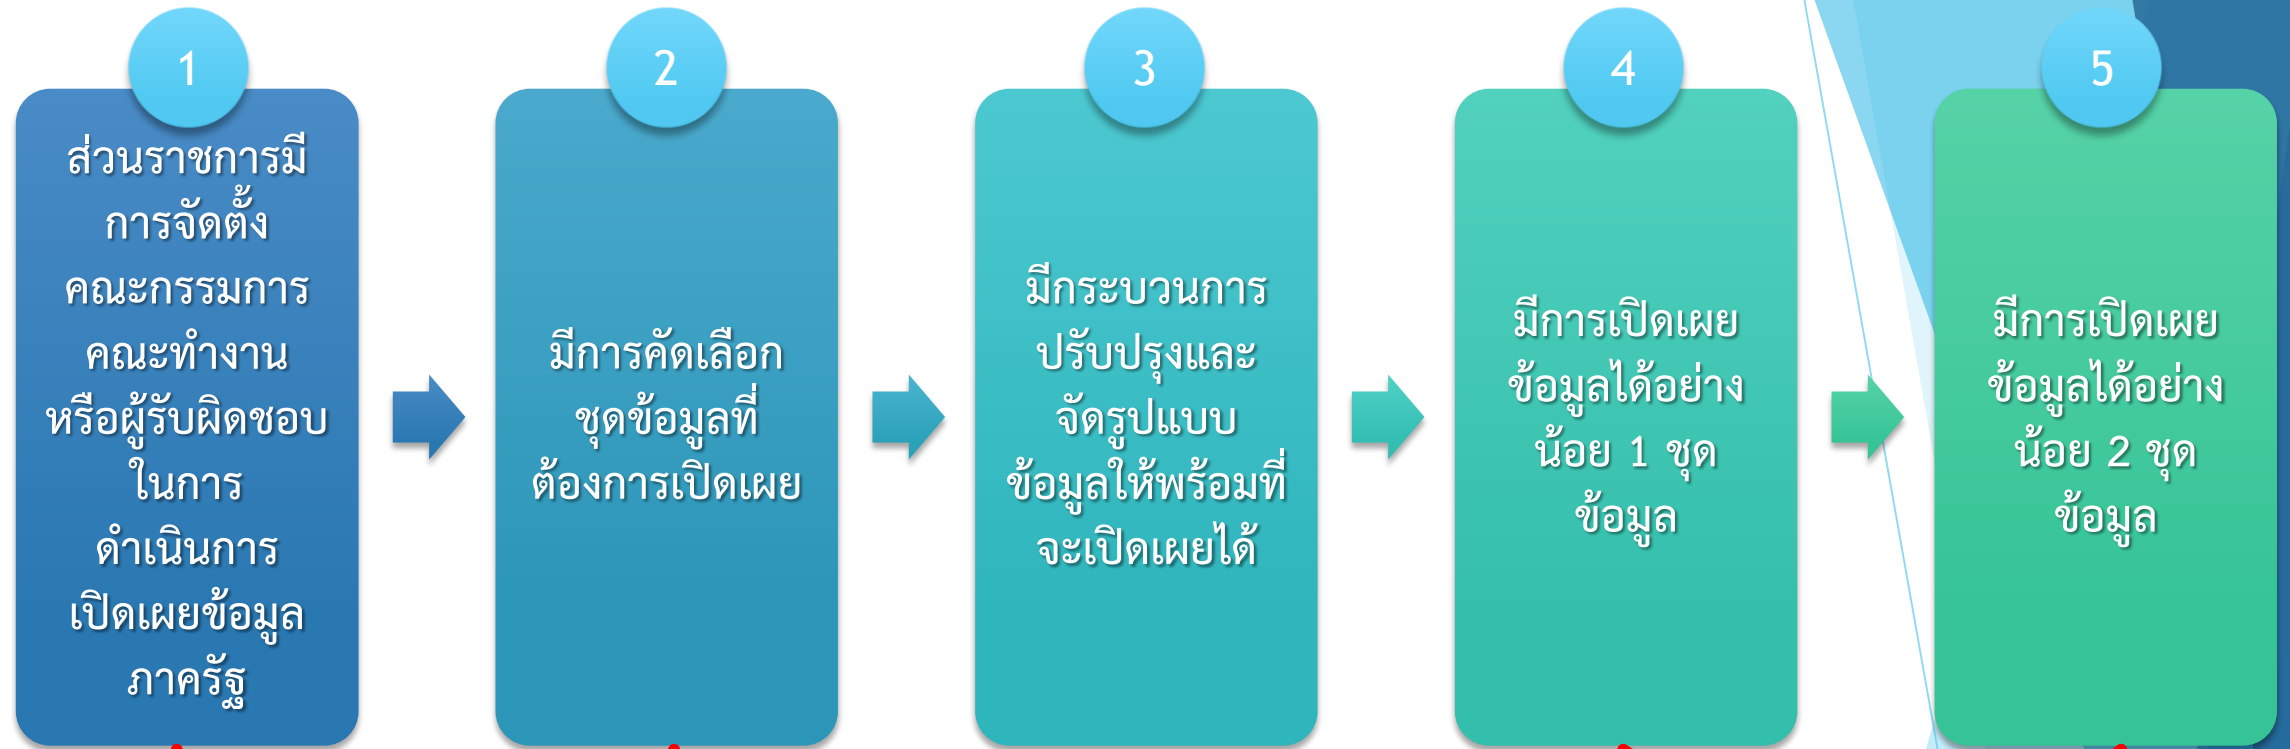 1
ส่วนราชการมี
การจัดตั้ง
คณะกรรมการ
คณะทำงาน
หรือผู้รับผิดชอบ
ในการ
ดำเนินการ
เปิดเผยข้อมูล
ภาครัฐ
2
มีการคัดเลือก
ชุดข้อมูลที่
ต้องการเปิดเผย
3
มีกระบวนการ
ปรับปรุงและ
จัดรูปแบบ
ข้อมูลให้พร้อมที่
จะเปิดเผยได้
4
มีการเปิดเผย
ข้อมูลได้อย่าง
น้อย 1 ชุด
ข้อมูล
5
มีการเปิดเผย
ข้อมูลได้อย่าง
น้อย 2 ชุด
ข้อมูล